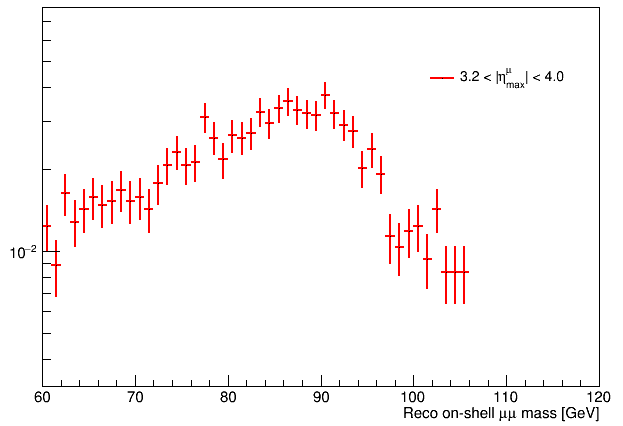 3.2 < |η^μ_max| < 4.0
10^−2
60 70 80 90 100 110 120
Reco on-shell μμ mass [GeV]